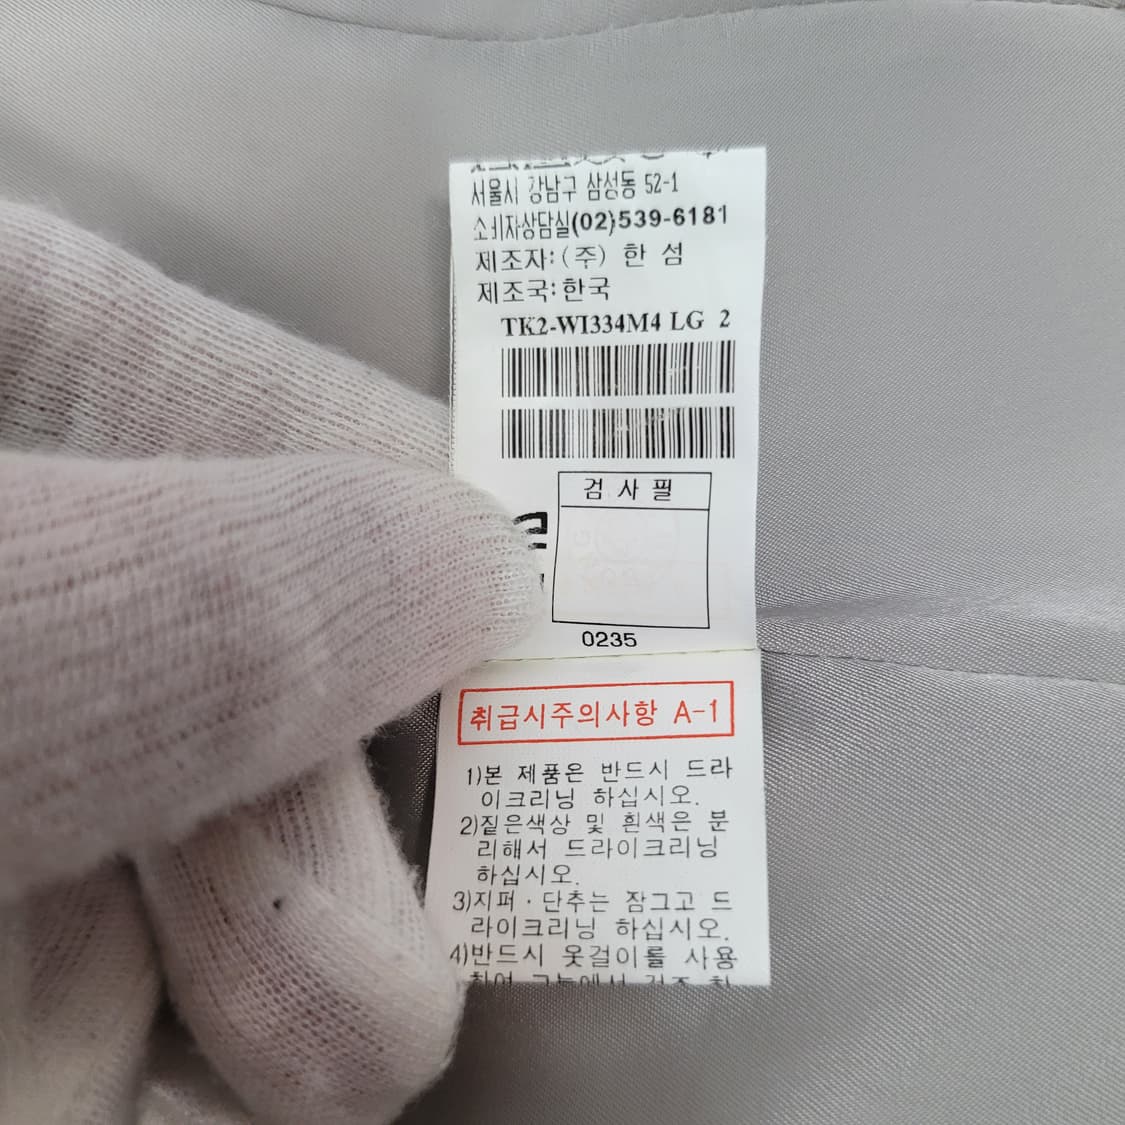 서울시 강남구 삼성동 52-1
소비자상담실(02)539-6181
제조자:(주) 한 섬
제조국:한국
TK2-WI334M4 LG 2
검 사 필
0235
취급시주의사항 A-1
1)본 제품은 반드시 드라
이크리닝 하십시오.
2)짙은색상 및 흰색은 분
리해서 드라이크리닝
하십시오.
3)지퍼·단추는 잠그고 드
라이크리닝 하십시오.
4)반드시 옷걸이를 사용